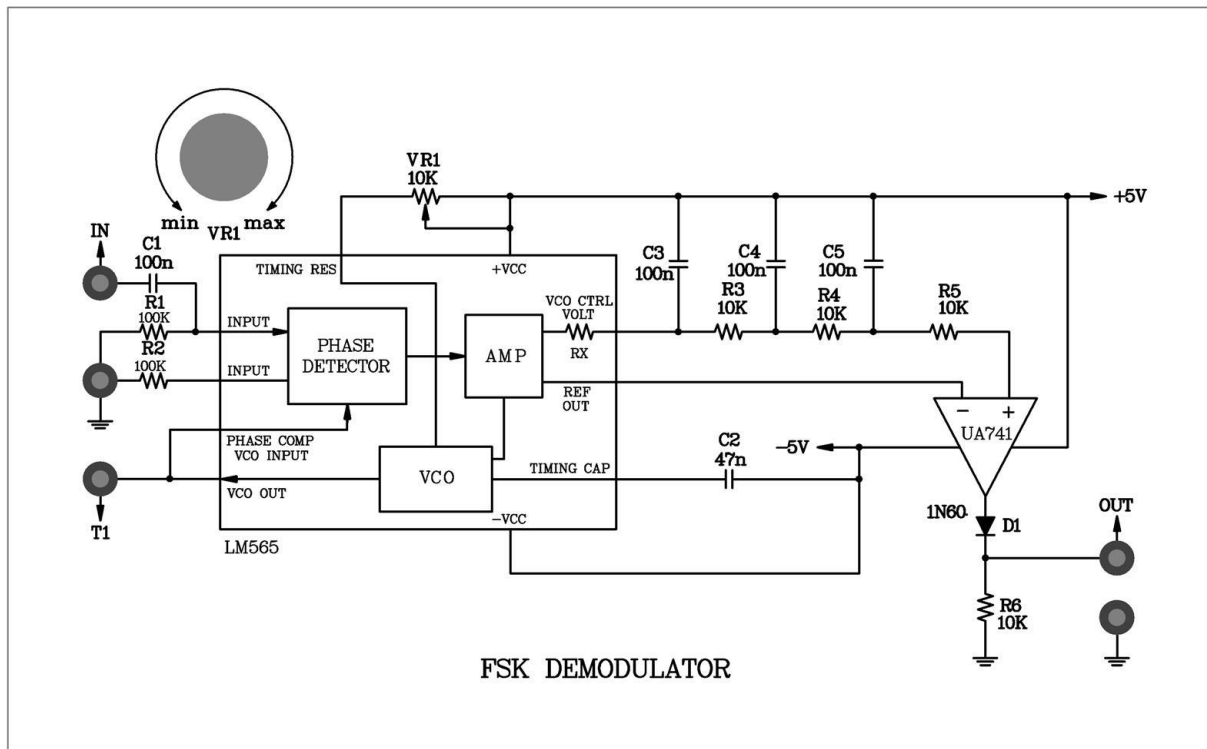 VR1
10K
+5V
min
max
VR1
IN
C1
100n
R1
100K
R2
100K
TIMING RES
+VCC
C3
100n
C4
100n
C5
100n
R3
10K
R4
10K
R5
10K
INPUT
INPUT
PHASE
DETECTOR
AMP
VCO CTRL
VOLT
RX
REF
OUT
PHASE COMP
VCO INPUT
VCO OUT
VCO
TIMING CAP
-VCC
LM565
T1
C2
47n
-5V
- +
UA741
1N60
D1
OUT
R6
10K
FSK DEMODULATOR